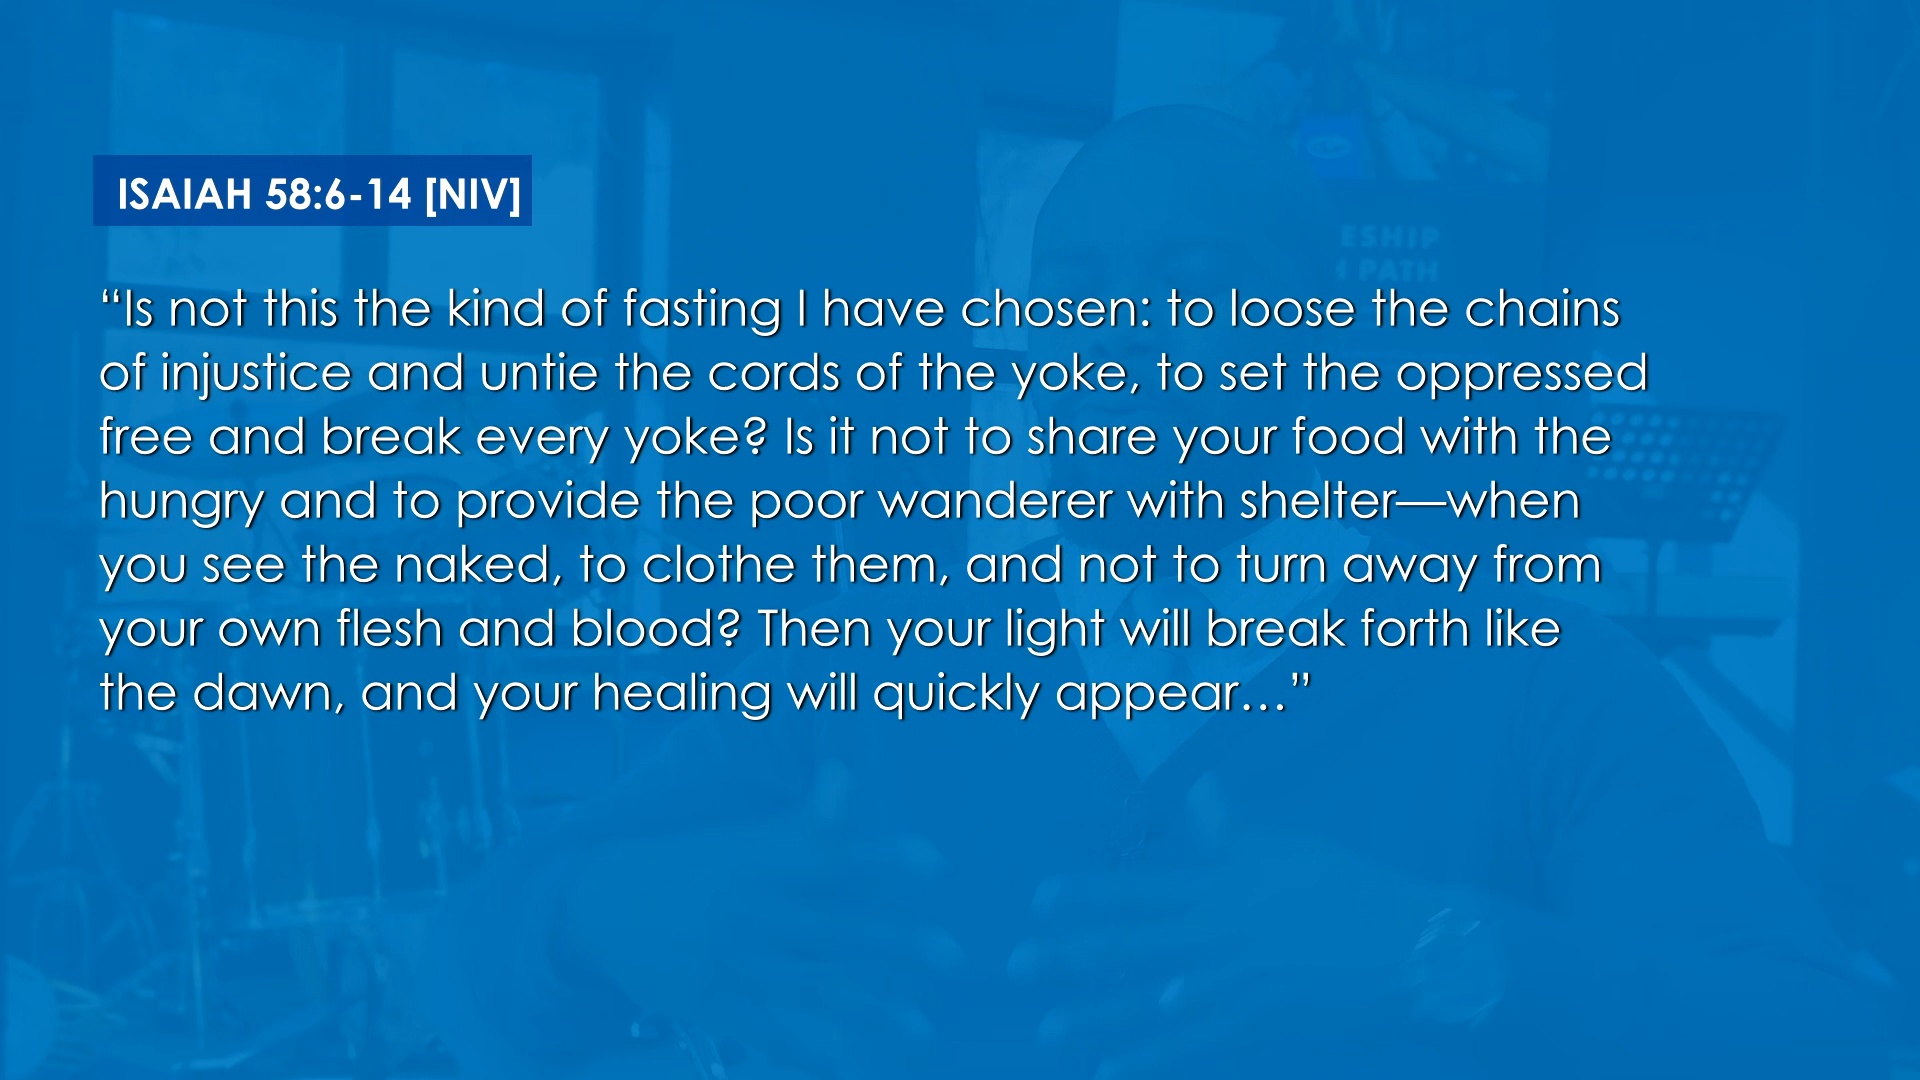 ISAIAH 58:6-14 [NIV]
ESHIP
PATH
“Is not this the kind of fasting I have chosen: to loose the chains
of injustice and untie the cords of the yoke, to set the oppressed
free and break every yoke? Is it not to share your food with the
hungry and to provide the poor wanderer with shelter—when
you see the naked, to clothe them, and not to turn away from
your own flesh and blood? Then your light will break forth like
the dawn, and your healing will quickly appear…”